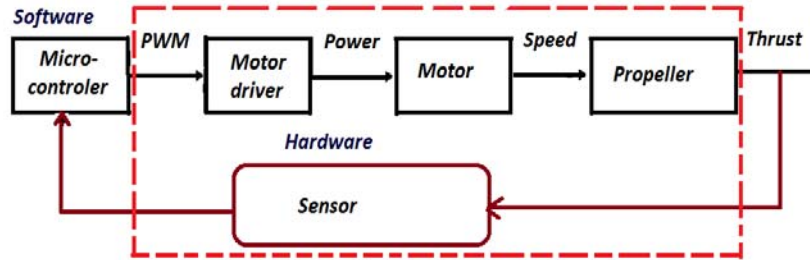 Software
Micro-
controler
PWM
Motor
driver
Power
Motor
Speed
Propeller
Thrust
Hardware
Sensor